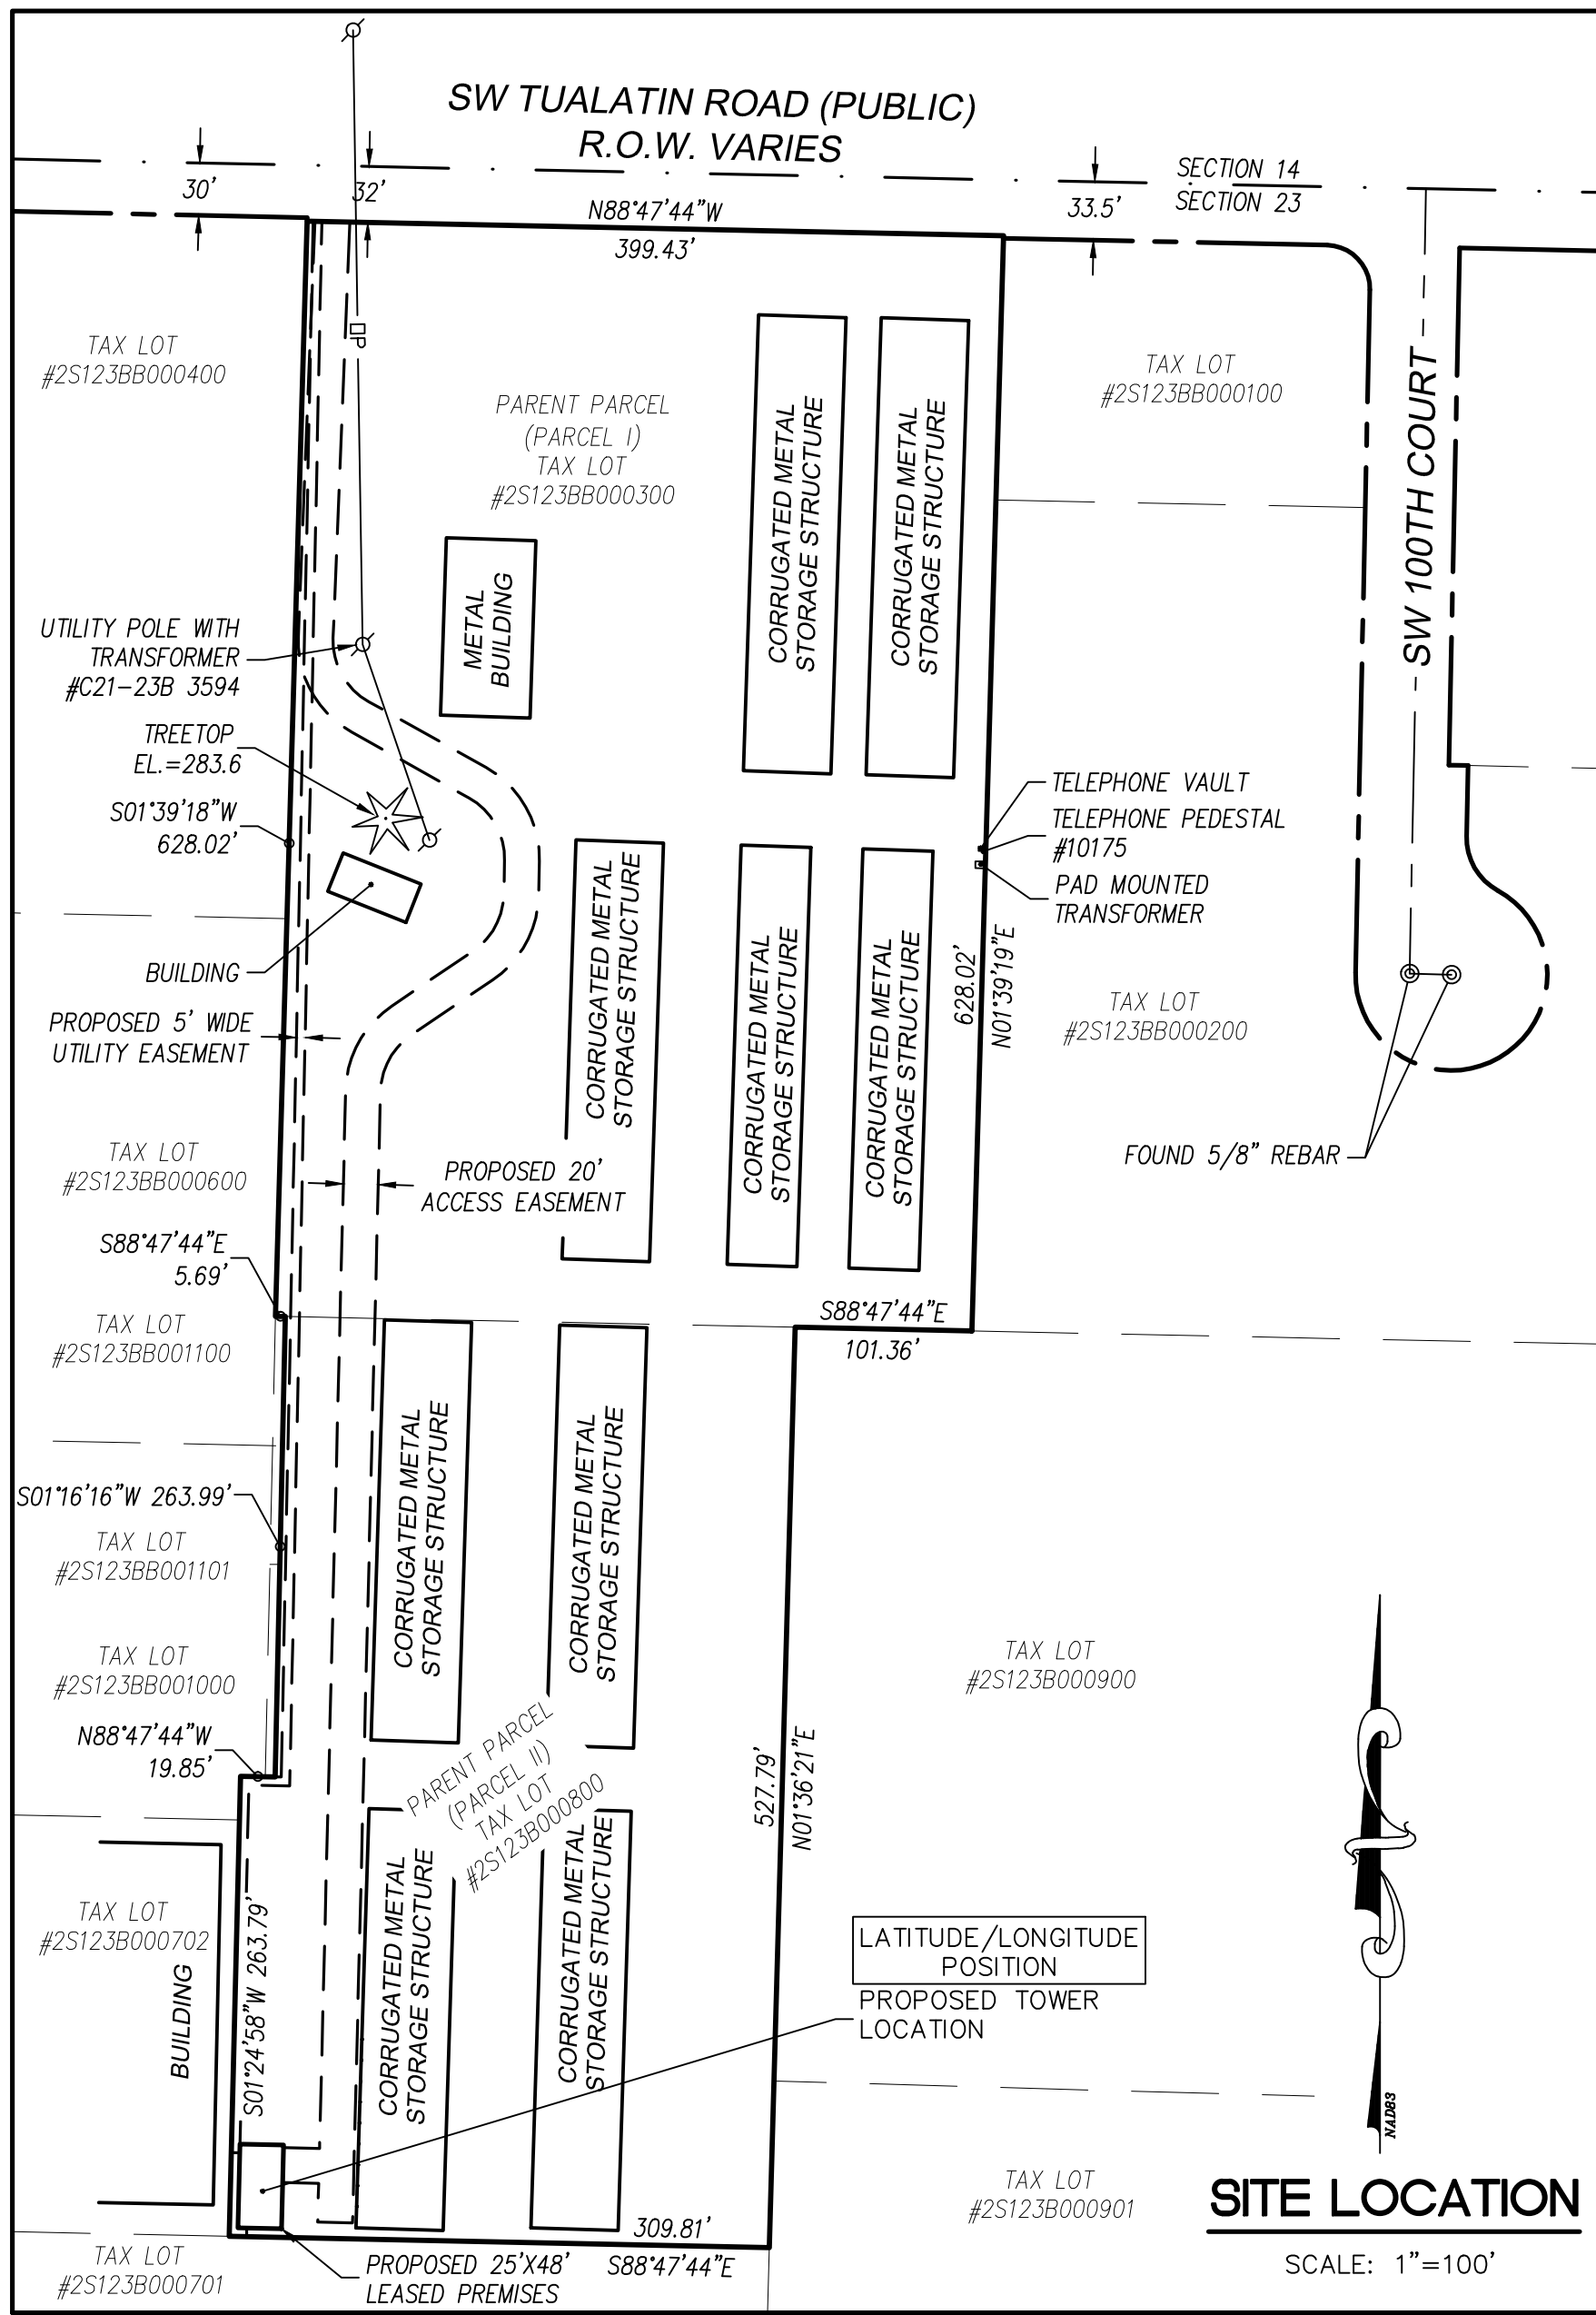 SW TUALATIN ROAD (PUBLIC)
R.O.W. VARIES
SECTION 14
SECTION 23
30'
32'
33.5'
N88°47'44"W
399.43'
TAX LOT
#2S123BB000400
PARENT PARCEL
(PARCEL I)
TAX LOT
#2S123BB000300
TAX LOT
#2S123BB000100
SW 100TH COURT
OP
CORRUGATED METAL
STORAGE STRUCTURE
CORRUGATED METAL
STORAGE STRUCTURE
METAL
BUILDING
UTILITY POLE WITH
TRANSFORMER
#C21-23B 3594
TREETOP
EL.=283.6
S01°39'18"W
628.02'
BUILDING
PROPOSED 5' WIDE
UTILITY EASEMENT
TELEPHONE VAULT
TELEPHONE PEDESTAL
#10175
PAD MOUNTED
TRANSFORMER
CORRUGATED METAL
STORAGE STRUCTURE
CORRUGATED METAL
STORAGE STRUCTURE
CORRUGATED METAL
STORAGE STRUCTURE
628.02'
N01°39'19"E
TAX LOT
#2S123BB000200
FOUND 5/8" REBAR
TAX LOT
#2S123BB000600
PROPOSED 20'
ACCESS EASEMENT
S88°47'44"E
5.69'
TAX LOT
#2S123BB001100
S88°47'44"E
101.36'
CORRUGATED METAL
STORAGE STRUCTURE
CORRUGATED METAL
STORAGE STRUCTURE
S01°16'16"W 263.99'
TAX LOT
#2S123BB001101
TAX LOT
#2S123BB001000
N88°47'44"W
19.85'
PARENT PARCEL
(PARCEL II)
TAX LOT
#2S123B000800
527.79'
N01°36'21"E
TAX LOT
#2S123B000900
TAX LOT
#2S123B000702
BUILDING
S01°24'58"W 263.79'
CORRUGATED METAL
STORAGE STRUCTURE
CORRUGATED METAL
STORAGE STRUCTURE
LATITUDE/LONGITUDE
POSITION
PROPOSED TOWER
LOCATION
NAD83
TAX LOT
#2S123B000901
309.81'
S88°47'44"E
TAX LOT
#2S123B000701
PROPOSED 25'X48'
LEASED PREMISES
SITE LOCATION
SCALE: 1"=100'